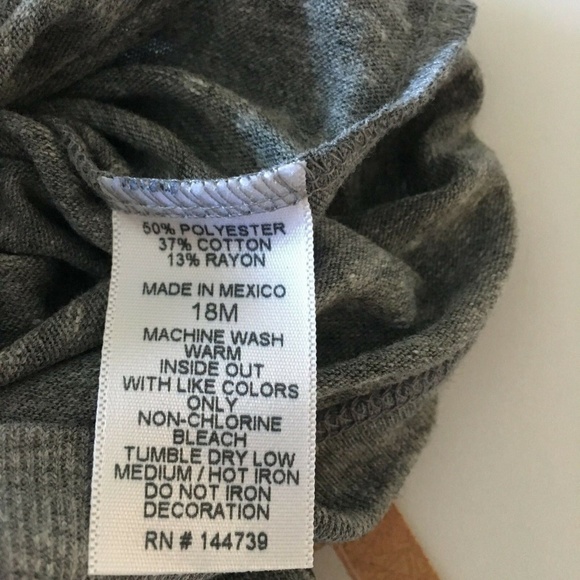 50% POLYESTER
37% COTTON
13% RAYON
MADE IN MEXICO
18M
MACHINE WASH
WARM
INSIDE OUT
WITH LIKE COLORS
ONLY
NON-CHLORINE
BLEACH
TUMBLE DRY LOW
MEDIUM / HOT IRON
DO NOT IRON
DECORATION
RN # 144739